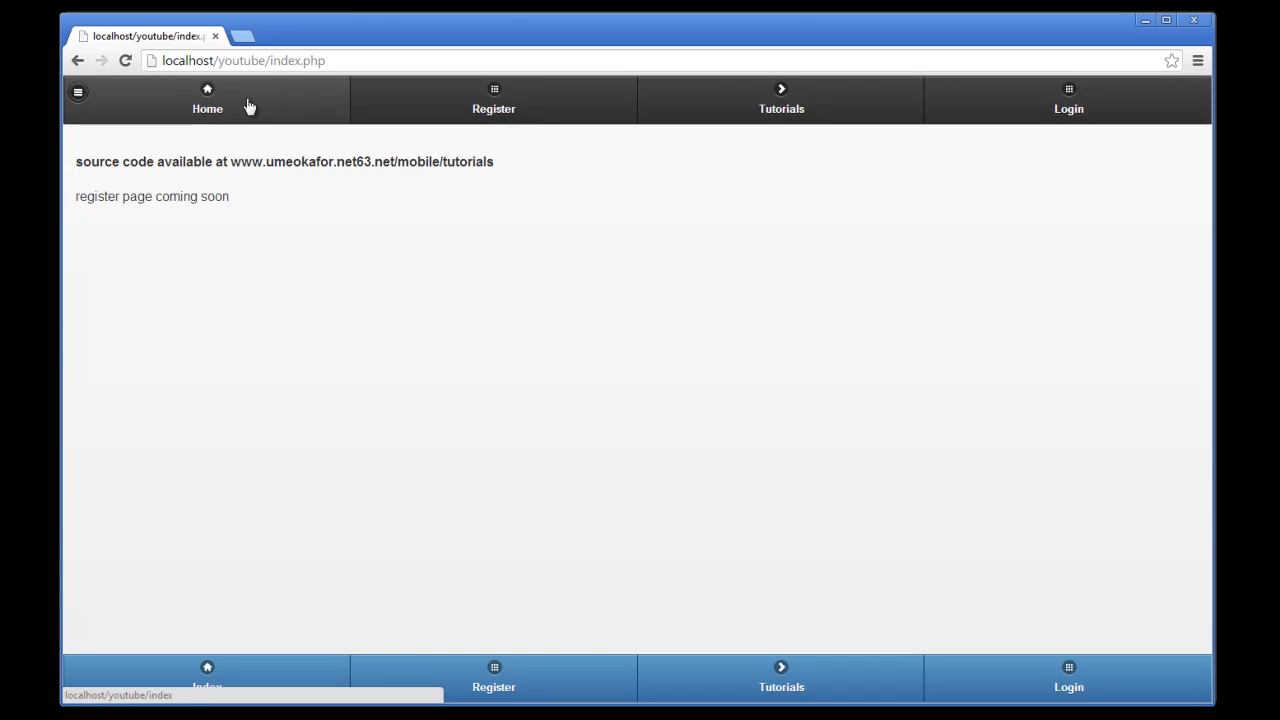 localhost/youtube/index.p
localhost/youtube/index.php
Home
Register
Tutorials
Login
source code available at www.umeokafor.net63.net/mobile/tutorials
register page coming soon
Index
Register
Tutorials
Login
localhost/youtube/index